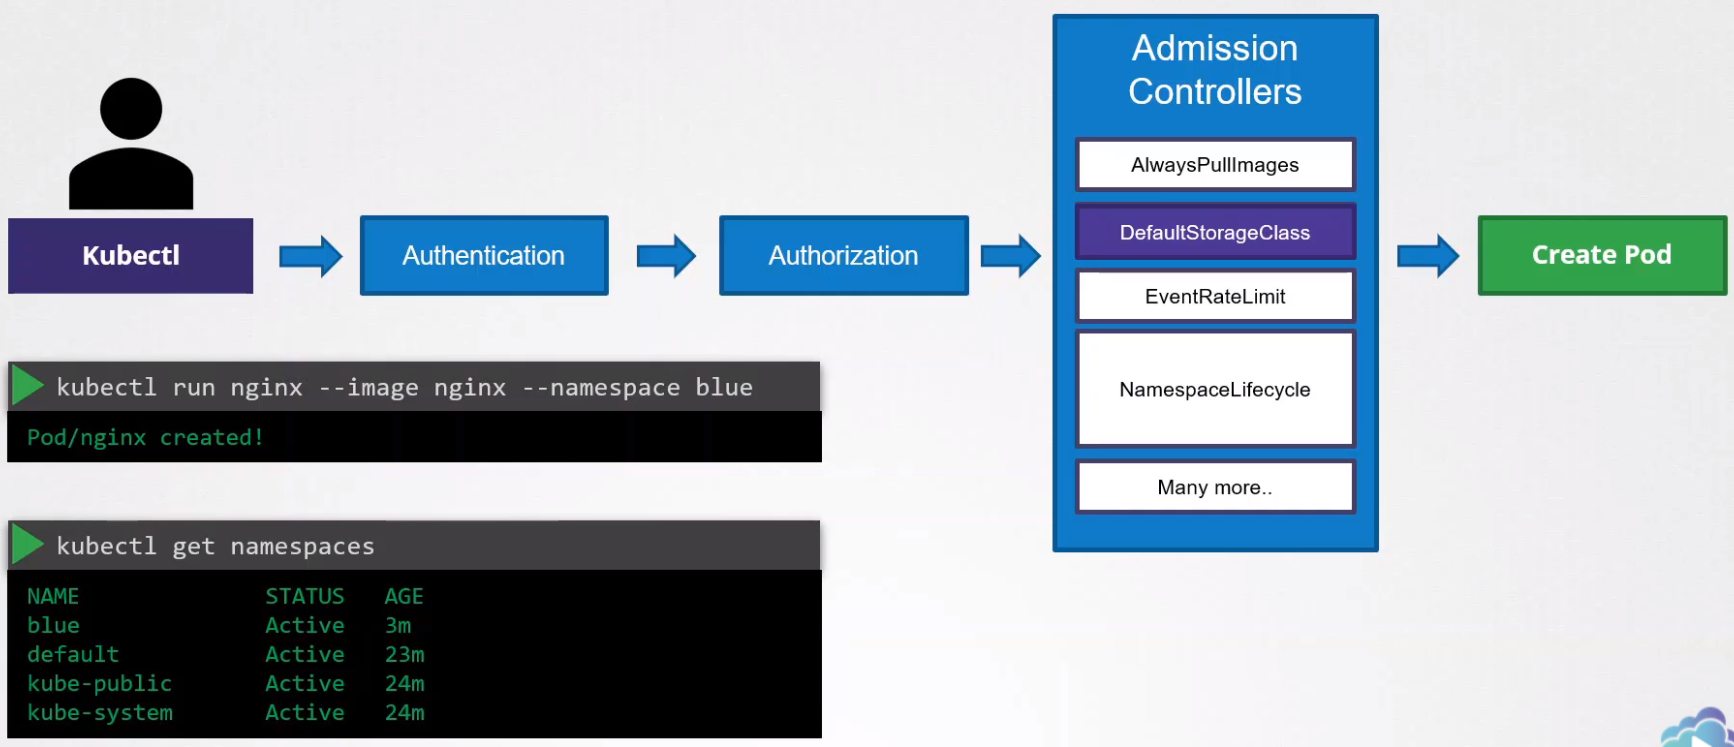 Admission
Controllers
AlwaysPullImages
DefaultStorageClass
EventRateLimit
NamespaceLifecycle
Many more..
Kubectl
Authentication
Authorization
Create Pod
kubectl run nginx --image nginx --namespace blue
Pod/nginx created!
kubectl get namespaces
NAME STATUS AGE
blue Active 3m
default Active 23m
kube-public Active 24m
kube-system Active 24m